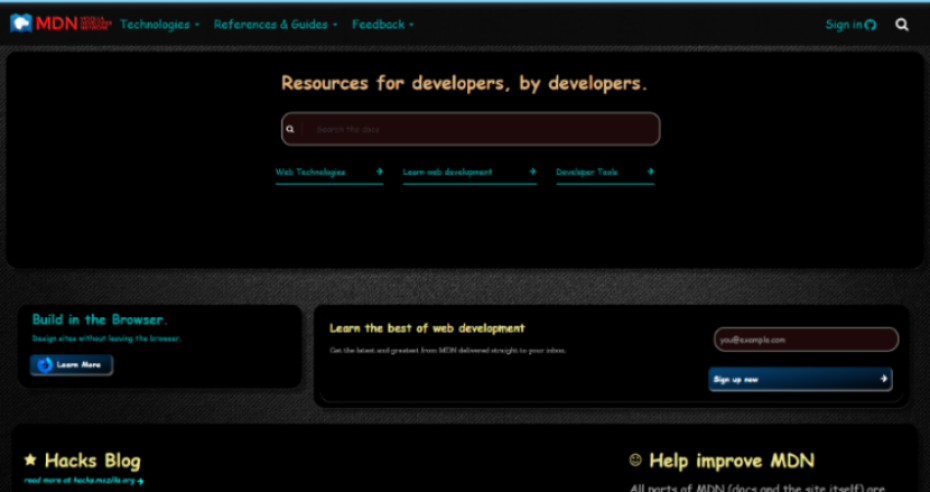 MDN Technologies References & Guides Feedback Sign in
Resources for developers, by developers.
Search the docs
Web Technologies Learn web development Developer Tools
Build in the Browser.
Design sites without leaving the browser.
Learn More
Learn the best of web development
Get the latest and greatest from MDN delivered straight to your inbox.
you@example.com
Sign up now
Hacks Blog
read more at hacks.mozilla.org
Help improve MDN
All parts of MDN (docs and the site itself) are